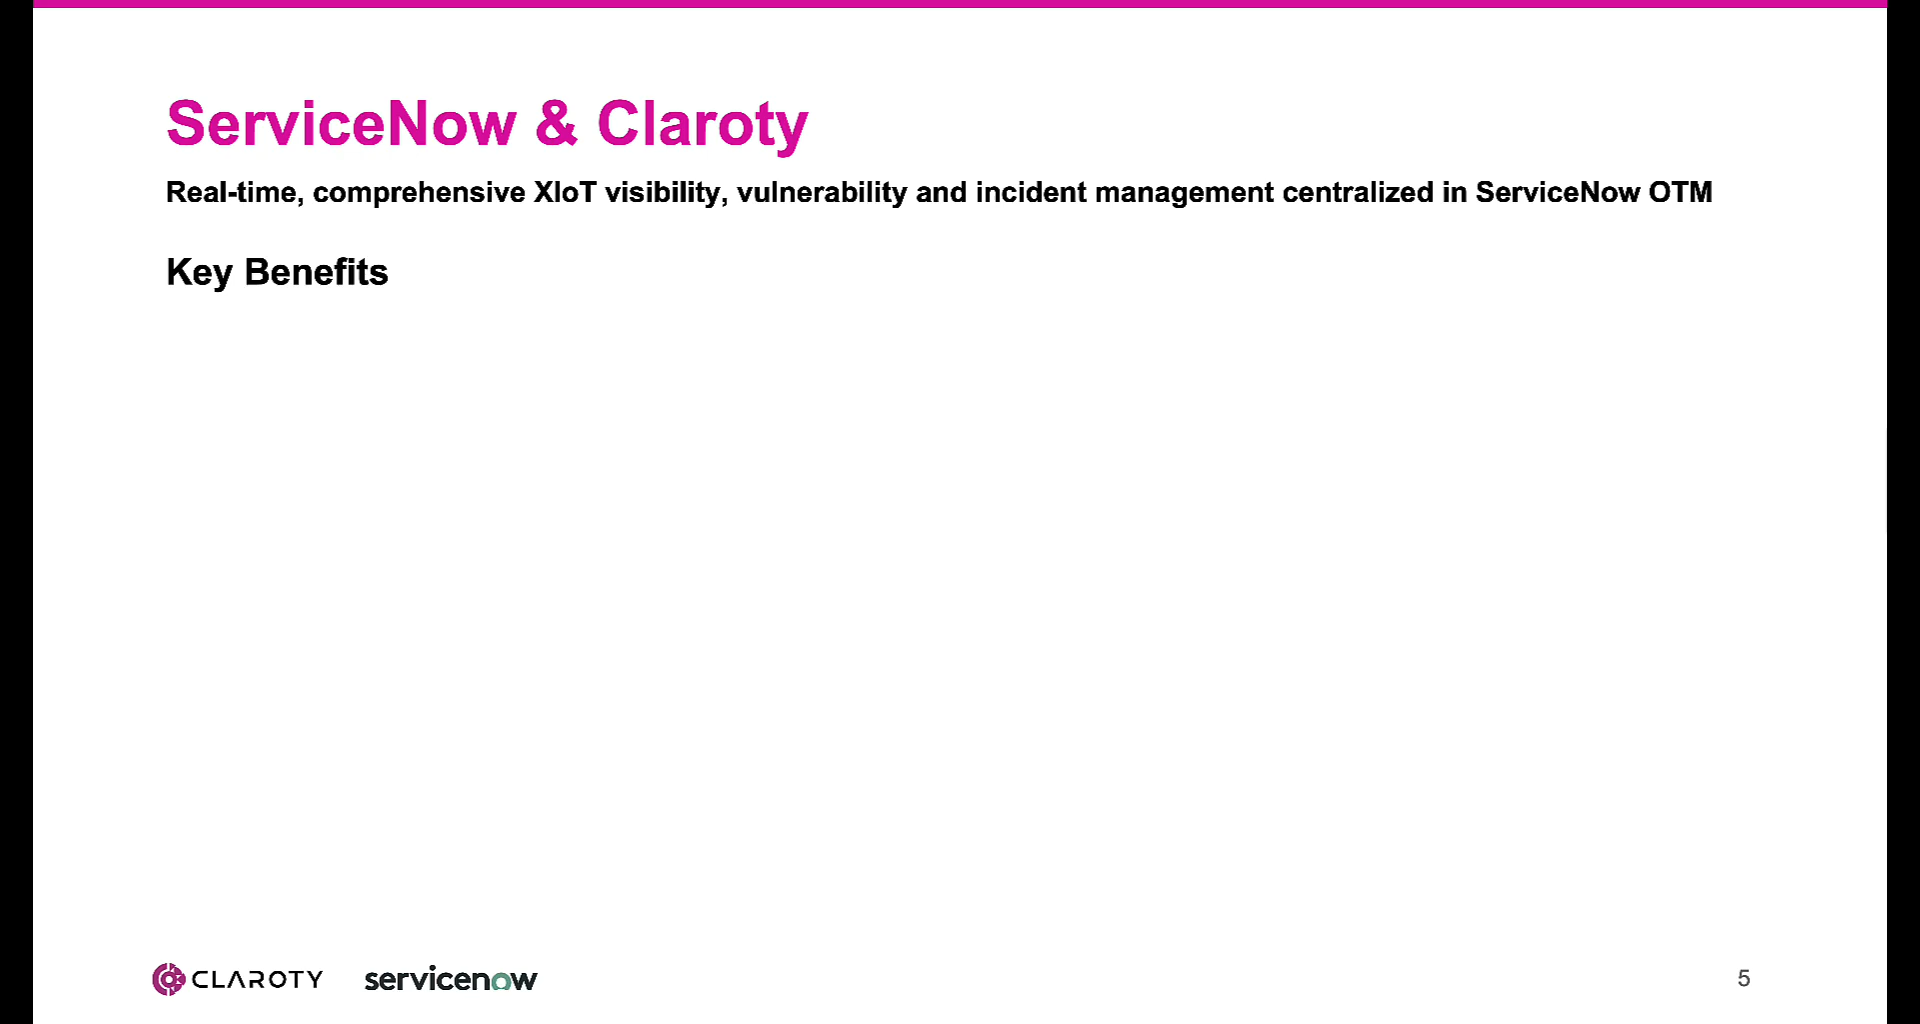 ServiceNow & Claroty
Real-time, comprehensive XIoT visibility, vulnerability and incident management centralized in ServiceNow OTM
Key Benefits
CLAROTY
servicenow
5